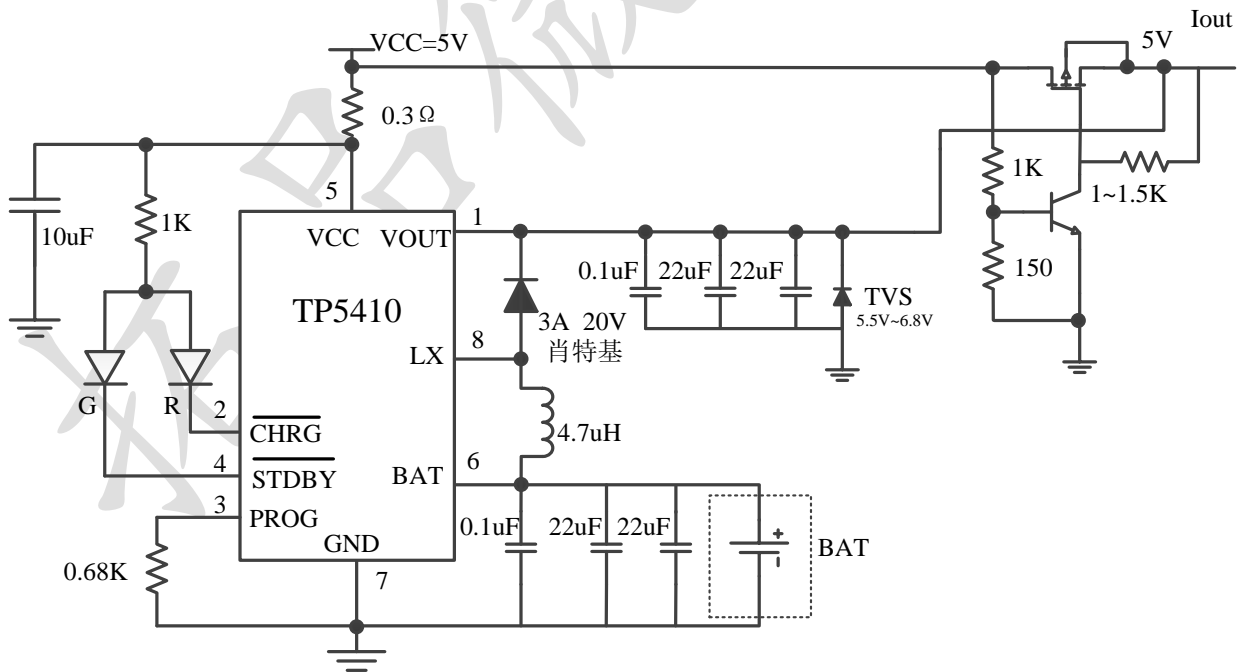 Iout
VCC=5V
5V
0.3Ω
5
1K
10uF
1K
1~1.5K
1
VCC
VOUT
150
0.1uF
22uF
22uF
TVS
5.5V~6.8V
TP5410
3A 20V
肖特基
8
LX
G
R
2
CHRG
4.7uH
4
STDBY
6
BAT
3
PROG
0.1uF
22uF
22uF
+
BAT
GND
0.68K
7